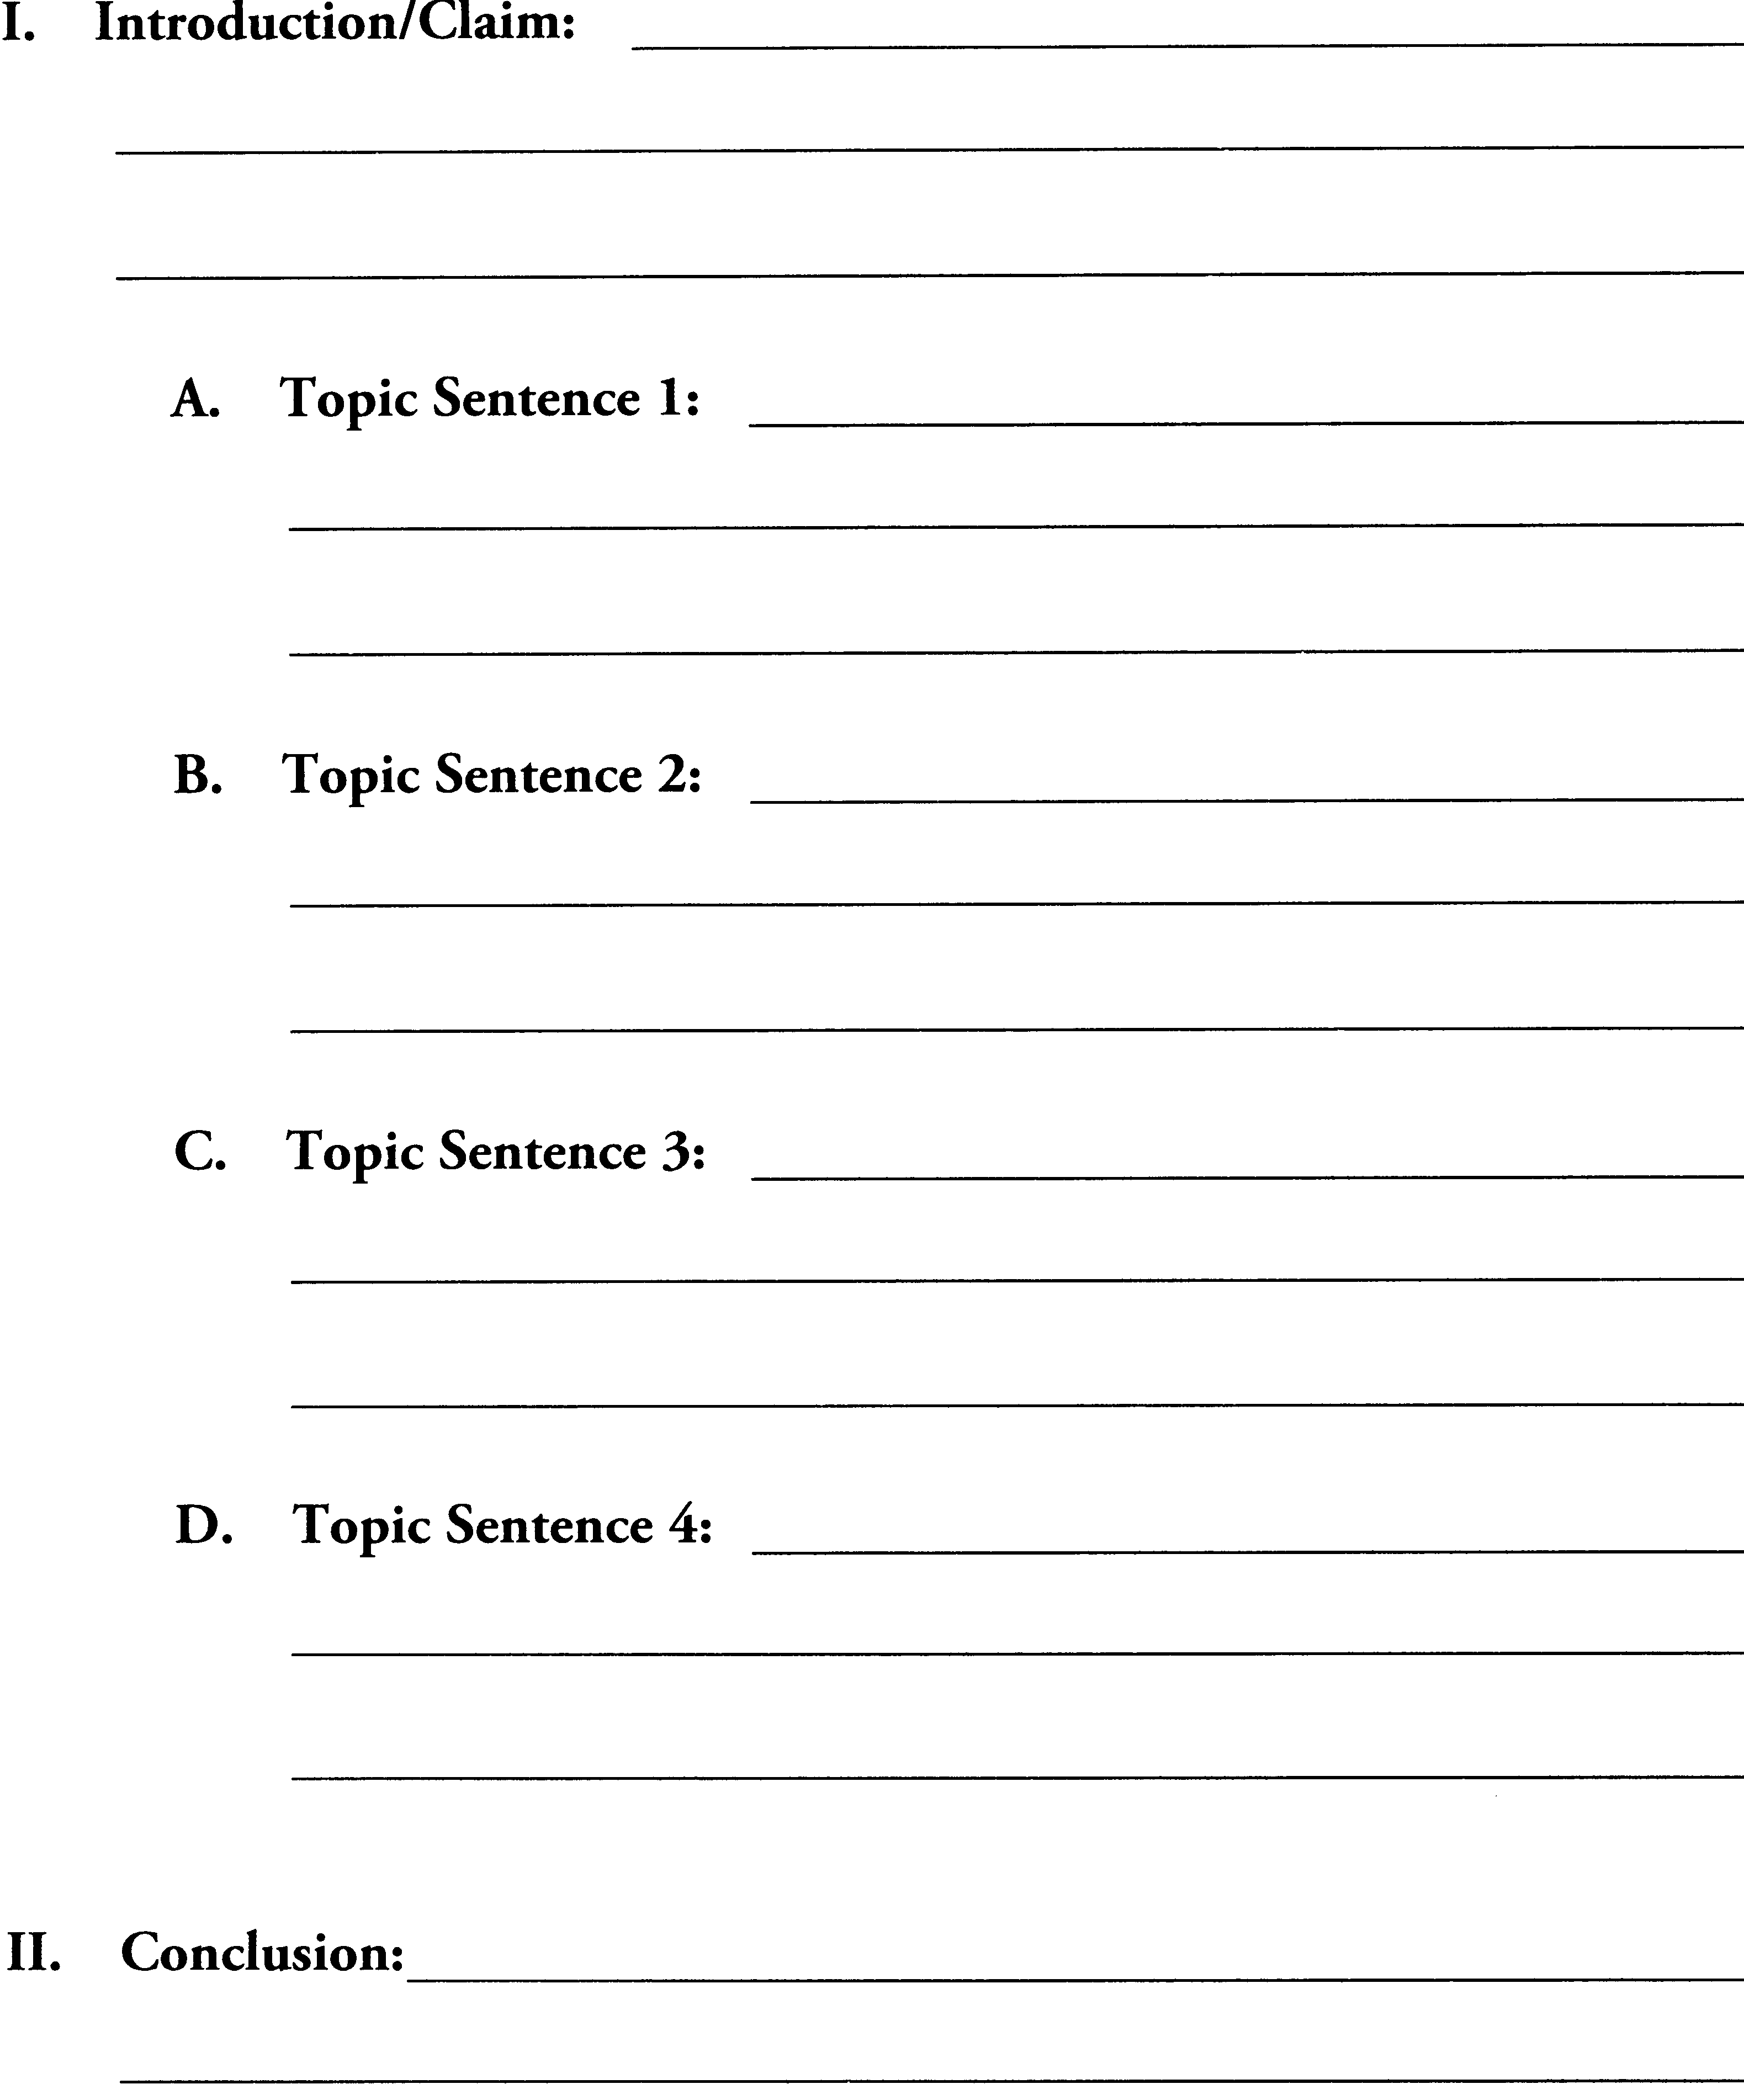 I. Introduction/Claim:
A. Topic Sentence 1:
B. Topic Sentence 2:
C. Topic Sentence 3:
D. Topic Sentence 4:
II. Conclusion: